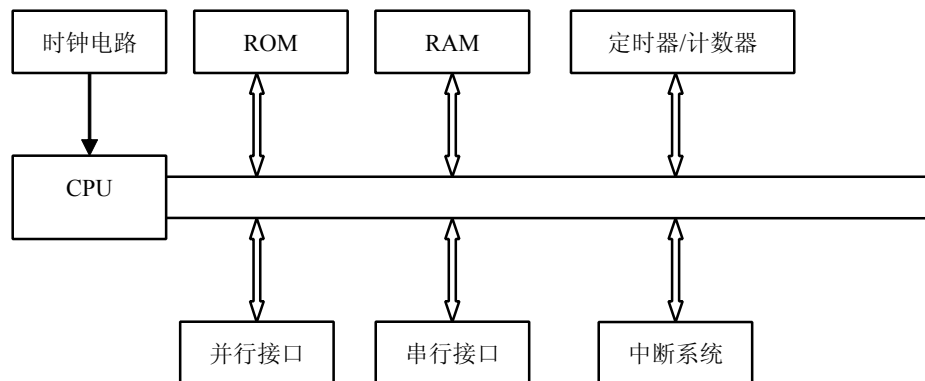 时钟电路
ROM
RAM
定时器/计数器
CPU
并行接口
串行接口
中断系统